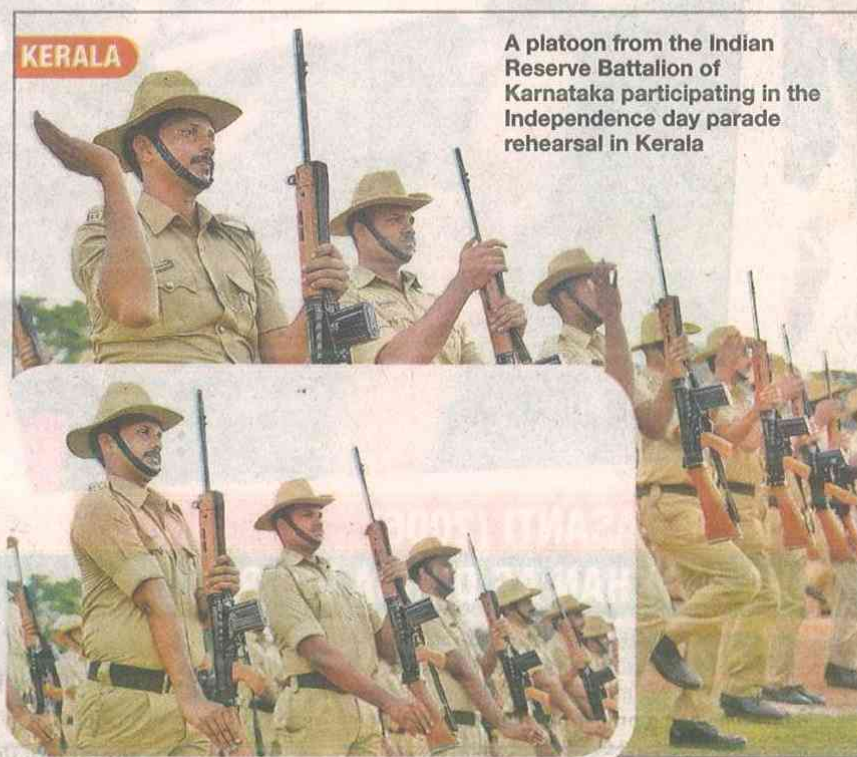 KERALA
A platoon from the Indian
Reserve Battalion of
Karnataka participating in the
Independence day parade
rehearsal in Kerala